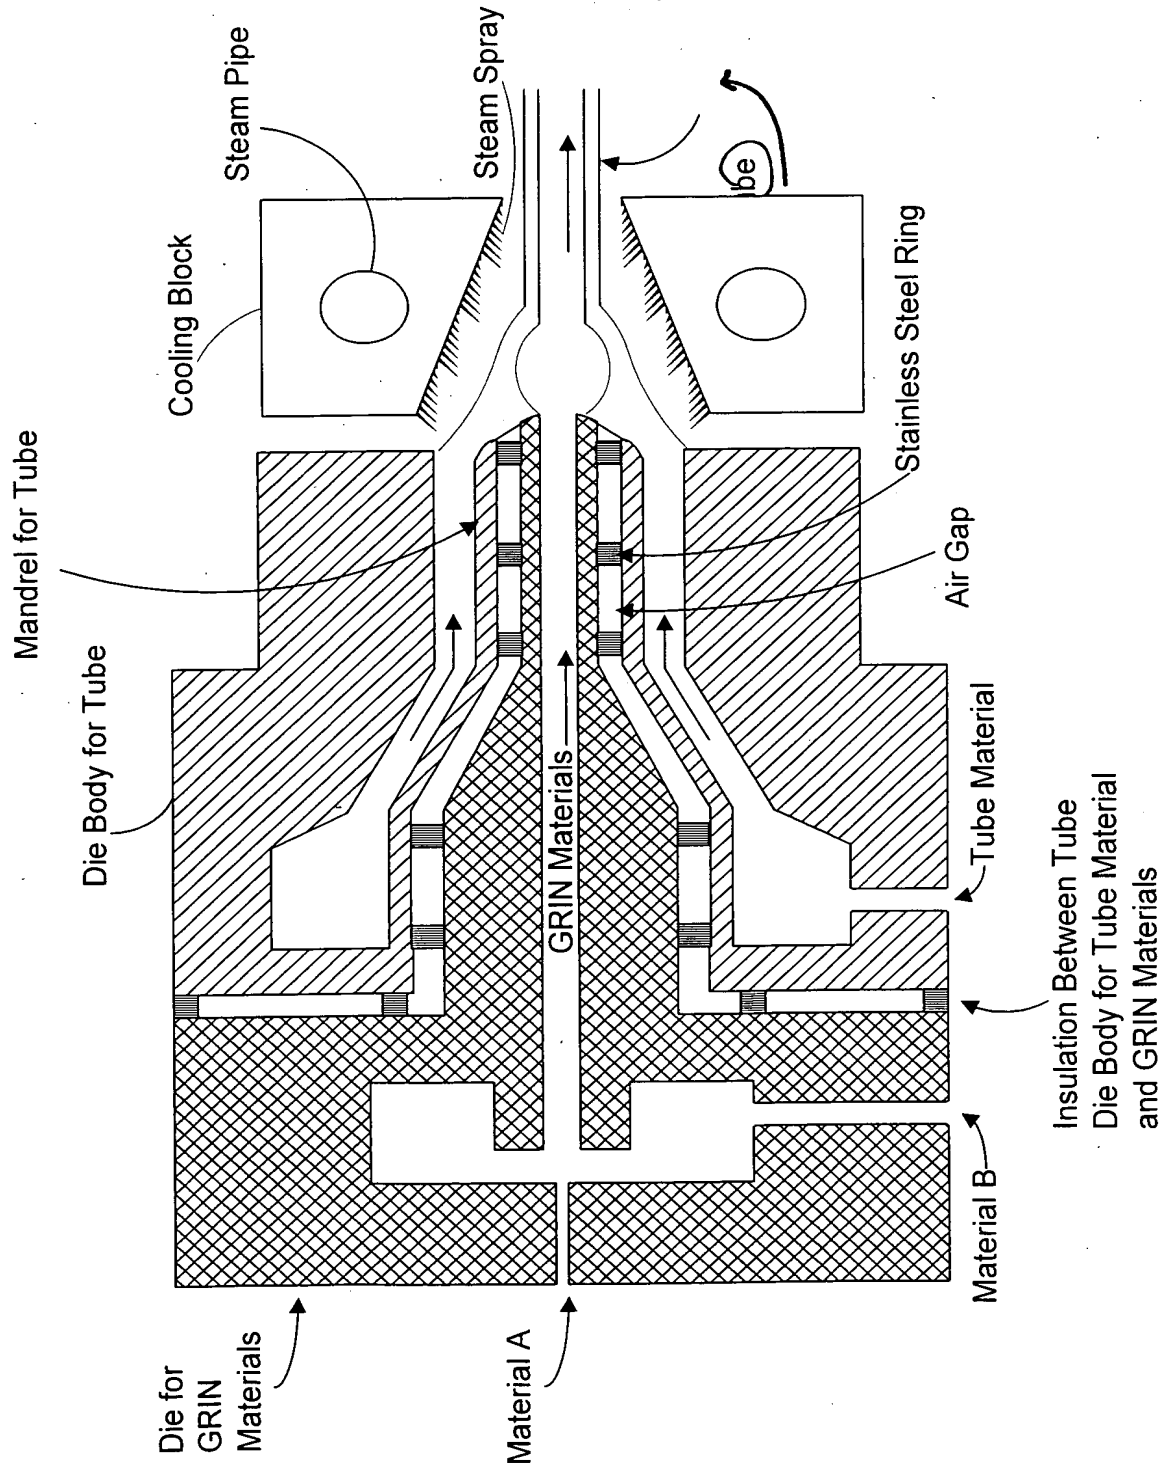 Steam Pipe
Steam Spray
Cooling Block
Mandrel for Tube
Die Body for Tube
Stainless Steel Ring
Air Gap
GRIN Materials
Tube Material
Insulation Between Tube
Die Body for Tube Material
and GRIN Materials
Material B
Material A
Die for
GRIN
Materials